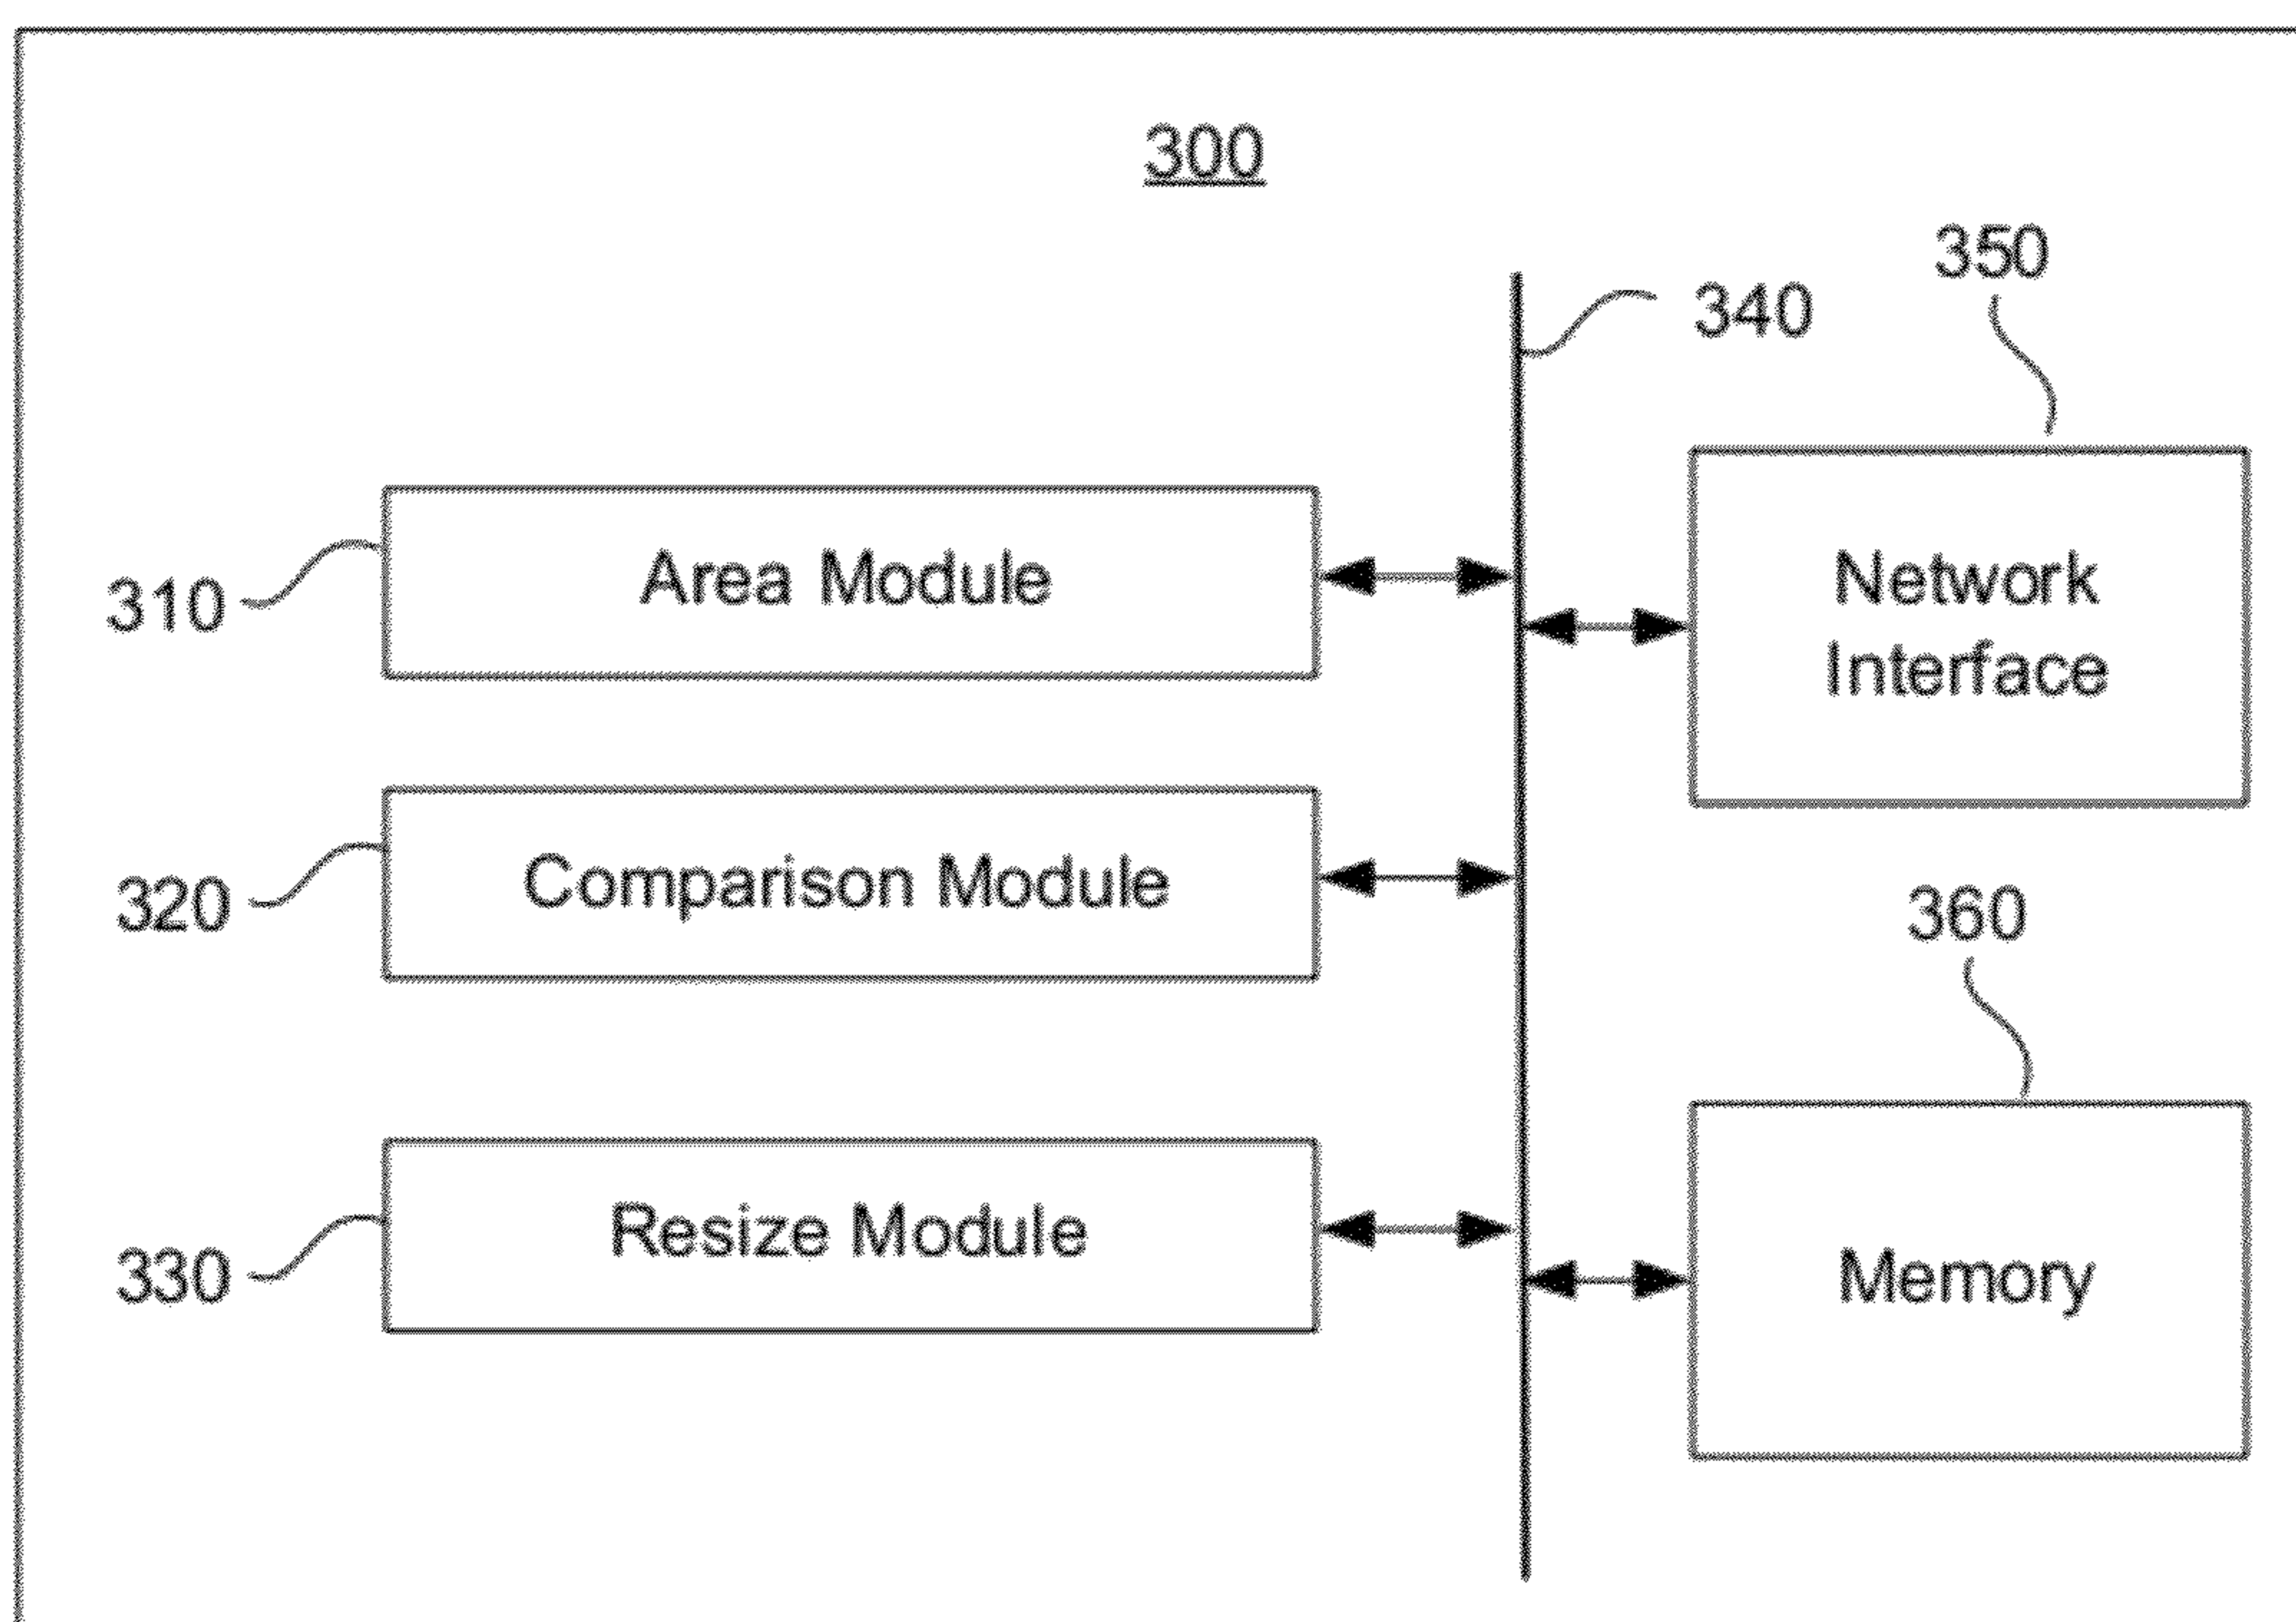 300
350
340
310
Area Module
Network
Interface
320
Comparison Module
360
330
Resize Module
Memory